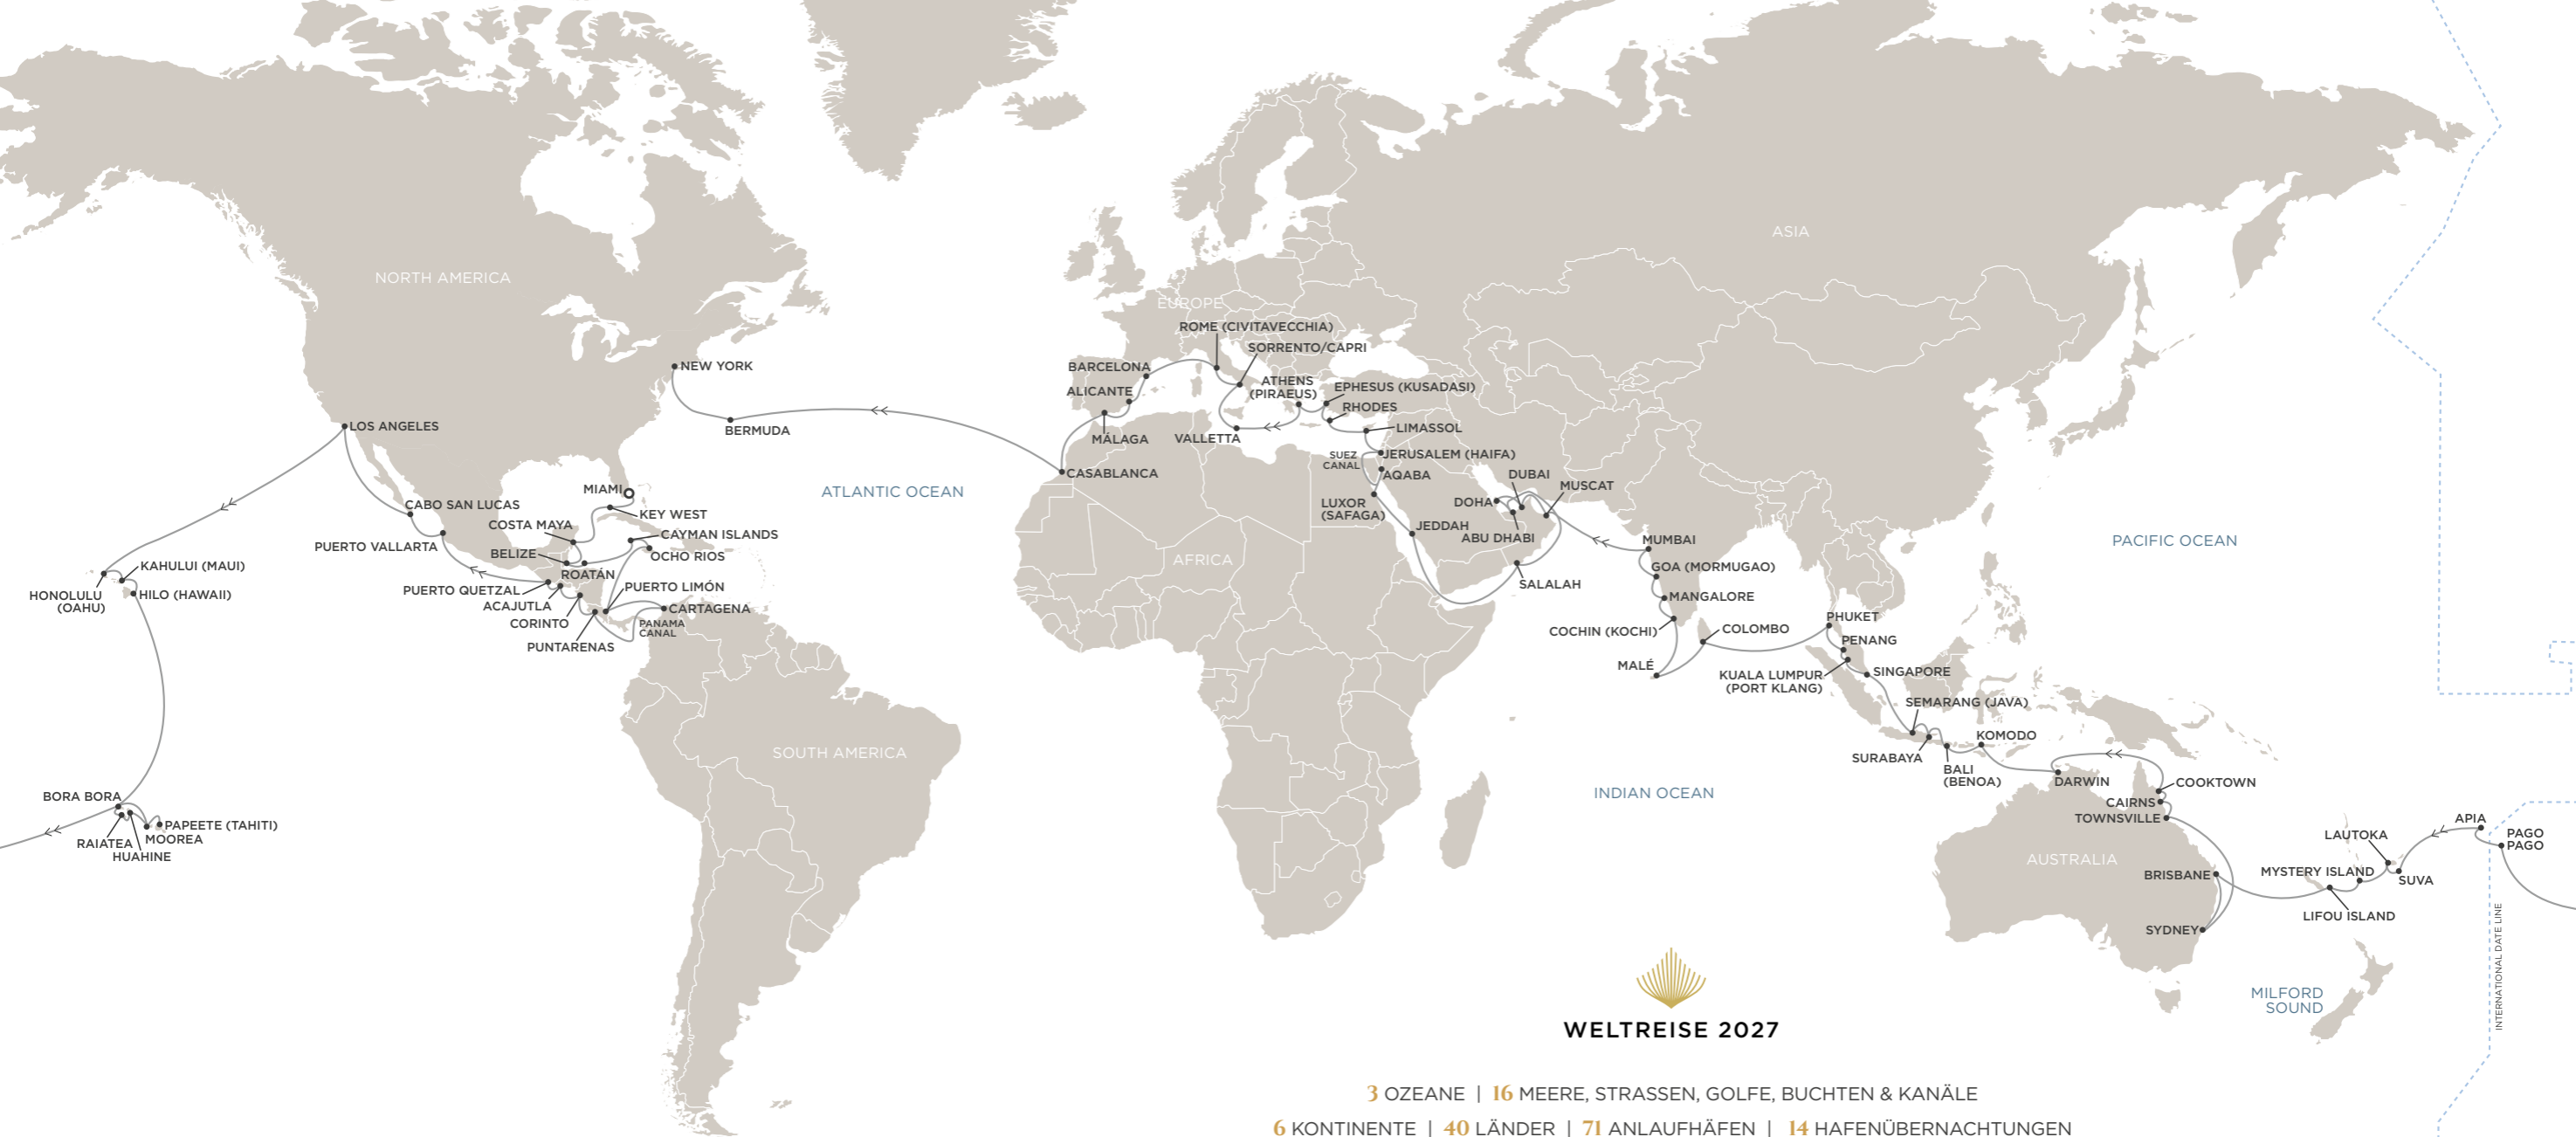 NORTH AMERICA
ASIA
EUROPE
ROME (CIVITAVECCHIA)
SORRENTO/CAPRI
BARCELONA
ALICANTE
ATHENS
(PIRAEUS)
EPHESUS (KUSADASI)
RHODES
NEW YORK
BERMUDA
MÁLAGA
VALLETTA
LIMASSOL
LOS ANGELES
CASABLANCA
SUEZ
CANAL
JERUSALEM (HAIFA)
AQABA
LUXOR
(SAFAGA)
DUBAI
DOHA
MUSCAT
ABU DHABI
JEDDAH
SALALAH
ATLANTIC OCEAN
MIAMI
KEY WEST
CABO SAN LUCAS
COSTA MAYA
CAYMAN ISLANDS
PUERTO VALLARTA
BELIZE
OCHO RIOS
ROATÁN
KAHULUI (MAUI)
HONOLULU
(OAHU)
HILO (HAWAII)
PUERTO QUETZAL
ACAJUTLA
CORINTO
PUNTARENAS
PUERTO LIMÓN
CARTAGENA
PANAMA
CANAL
AFRICA
MUMBAI
GOA (MORMUGAO)
MANGALORE
COCHIN (KOCHI)
COLOMBO
MALÉ
PHUKET
PENANG
KUALA LUMPUR
(PORT KLANG)
SINGAPORE
PACIFIC OCEAN
SEMARANG (JAVA)
SURABAYA
BALI
(BENOA)
KOMODO
DARWIN
COOKTOWN
CAIRNS
TOWNSVILLE
SOUTH AMERICA
INDIAN OCEAN
BORA BORA
PAPEETE (TAHITI)
RAIATEA
MOOREA
HUAHINE
AUSTRALIA
BRISBANE
SYDNEY
LAUTOKA
MYSTERY ISLAND
SUVA
LIFOU ISLAND
APIA
PAGO
PAGO
INTERNATIONAL DATE LINE
MILFORD
SOUND
WELTREISE 2027
3 OZEANE | 16 MEERE, STRASSEN, GOLFE, BUCHTEN & KANÄLE
6 KONTINENTE | 40 LÄNDER | 71 ANLAUFHÄFEN | 14 HAFENÜBERNACHTUNGEN